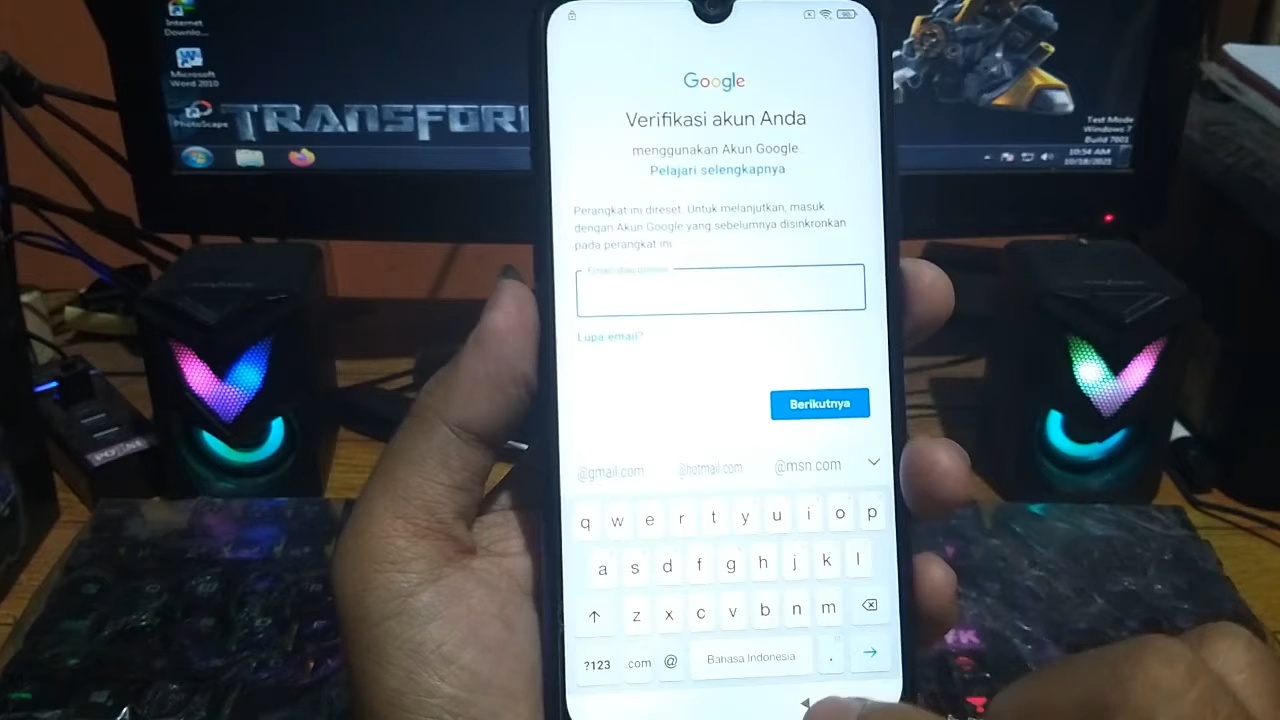 Internet
Downlo...
Microsoft
Word 2010
PhotoScape
TRANSFOR
Test Mode
Windows 7
Build 7601
10:54 AM
10/18/2021
90
Google
Verifikasi akun Anda
menggunakan Akun Google.
Pelajari selengkapnya
Perangkat ini direset. Untuk melanjutkan, masuk
dengan Akun Google yang sebelumnya disinkronkan
pada perangkat ini.
Email atau ponsel
Lupa email?
Berikutnya
@gmail.com @hotmail.com @msn.com
q w e r t y u i o p
a s d f g h j k l
z x c v b n m
?123 .com @ Bahasa Indonesia .